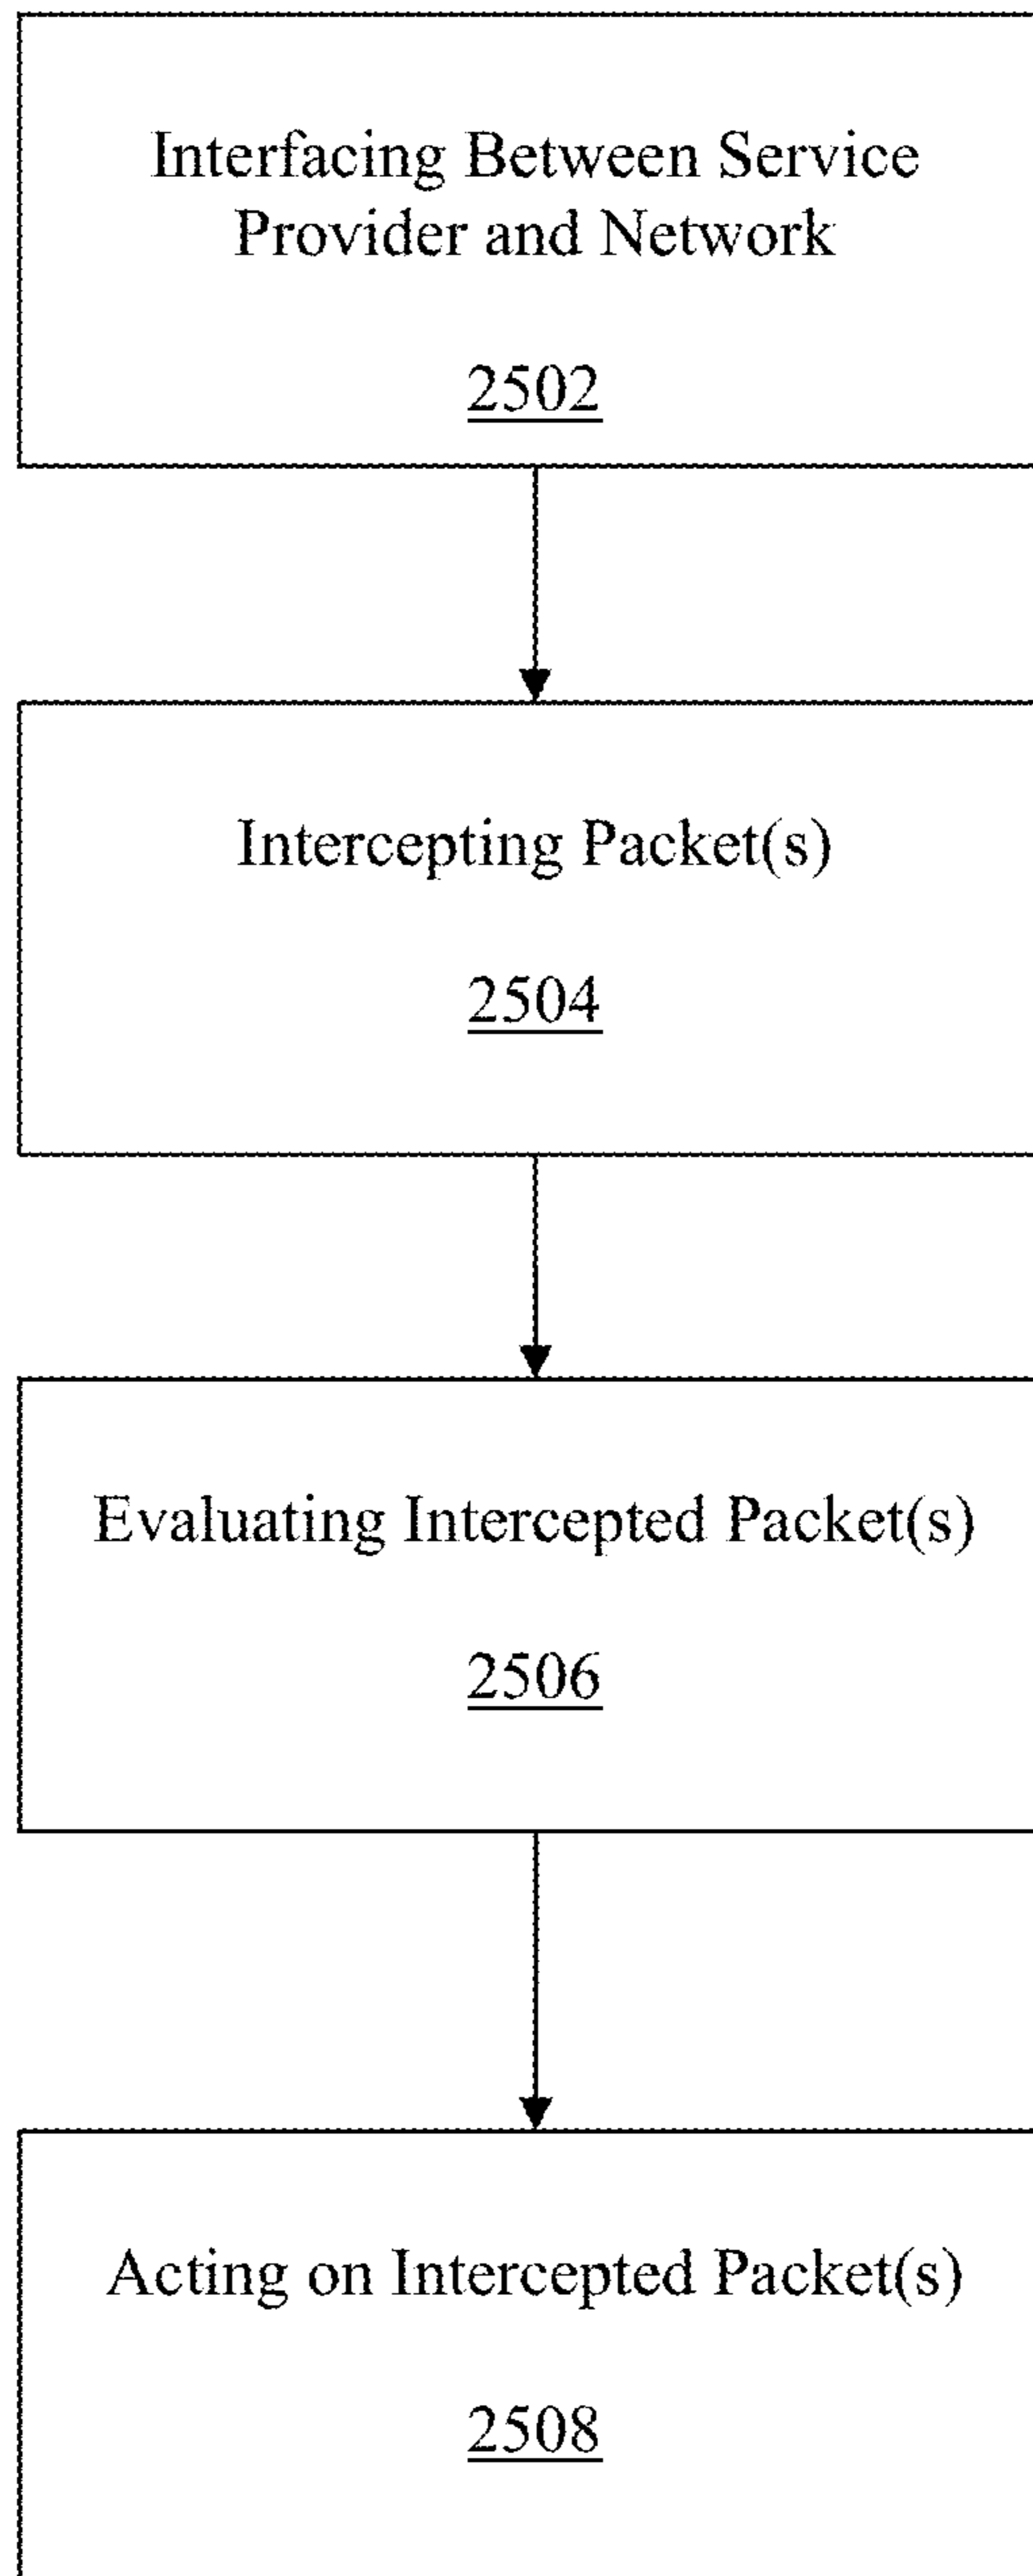 Interfacing Between Service
Provider and Network
2502
Intercepting Packet(s)
2504
Evaluating Intercepted Packet(s)
2506
Acting on Intercepted Packet(s)
2508